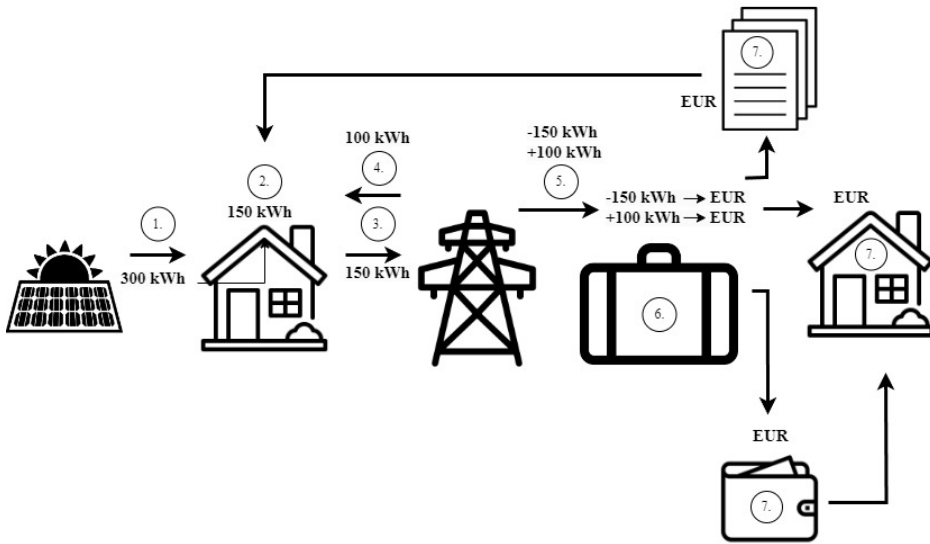 7.
EUR
100 kWh
4.
-150 kWh
+100 kWh
5.
2.
150 kWh
1.
300 kWh
3.
150 kWh
-150 kWh → EUR
+100 kWh → EUR
6.
EUR
7.
EUR
7.